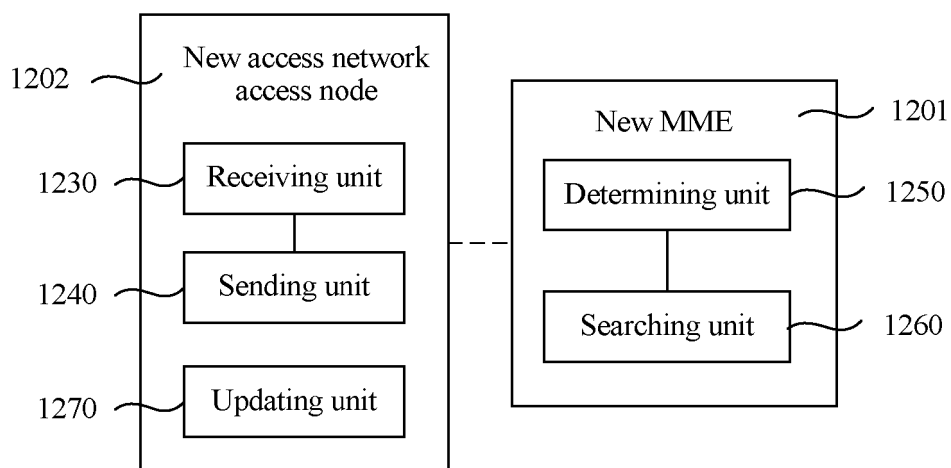 1202
New access network
access node
1230
Receiving unit
1240
Sending unit
1270
Updating unit
New MME
1201
Determining unit
1250
Searching unit
1260